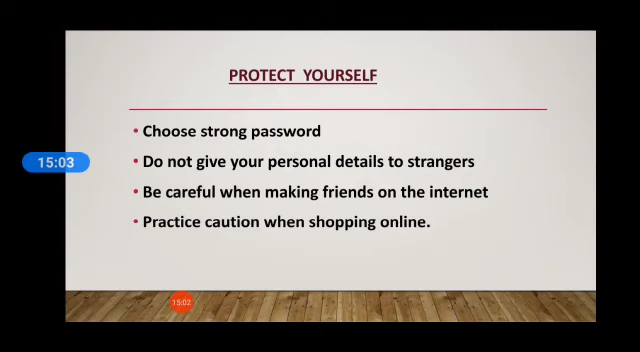 PROTECT YOURSELF
• Choose strong password
15:03
• Do not give your personal details to strangers
• Be careful when making friends on the internet
• Practice caution when shopping online.
15:02